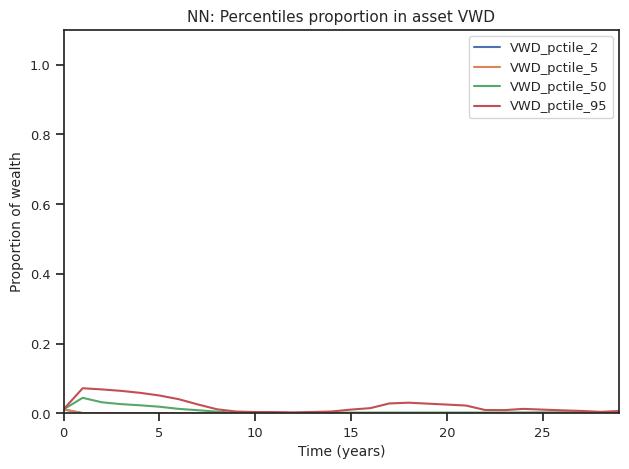 NN: Percentiles proportion in asset VWD
VWD_pctile_2
VWD_pctile_5
VWD_pctile_50
VWD_pctile_95
Proportion of wealth
1.0
0.8
0.6
0.4
0.2
0.0
0 5 10 15 20 25
Time (years)